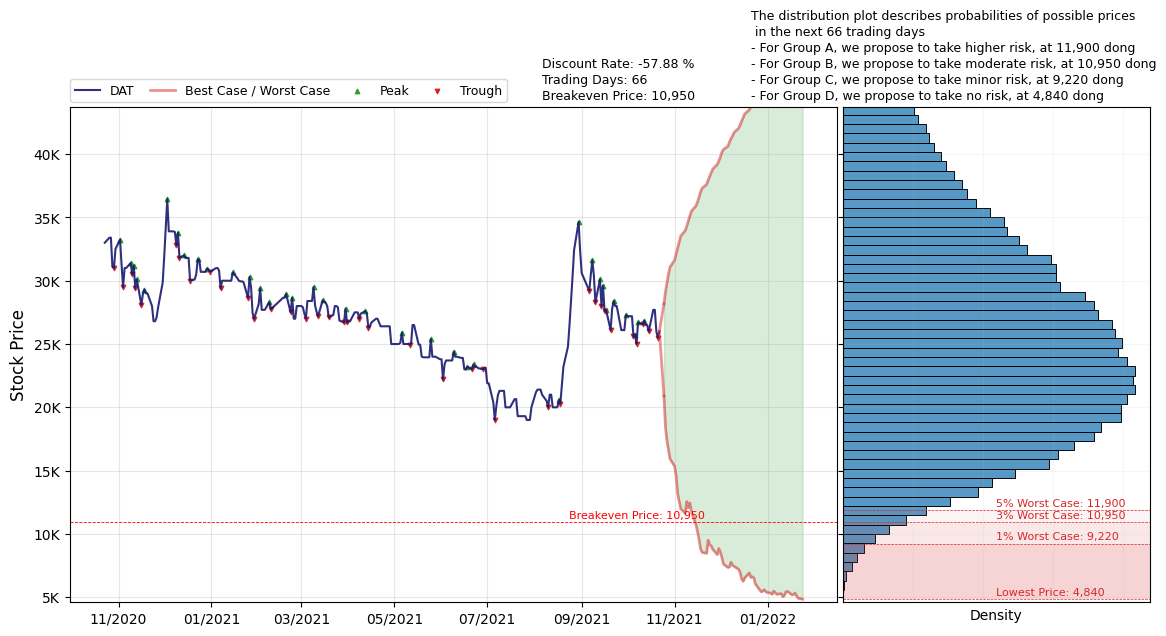 The distribution plot describes probabilities of possible prices
in the next 66 trading days
- For Group A, we propose to take higher risk, at 11,900 dong
- For Group B, we propose to take moderate risk, at 10,950 dong
- For Group C, we propose to take minor risk, at 9,220 dong
- For Group D, we propose to take no risk, at 4,840 dong
Discount Rate: -57.88 %
Trading Days: 66
Breakeven Price: 10,950
DAT
Best Case / Worst Case
Peak
Trough
Stock Price
40K
35K
30K
25K
20K
15K
10K
5K
Breakeven Price: 10,950
11/2020
01/2021
03/2021
05/2021
07/2021
09/2021
11/2021
01/2022
5% Worst Case: 11,900
3% Worst Case: 10,950
1% Worst Case: 9,220
Lowest Price: 4,840
Density